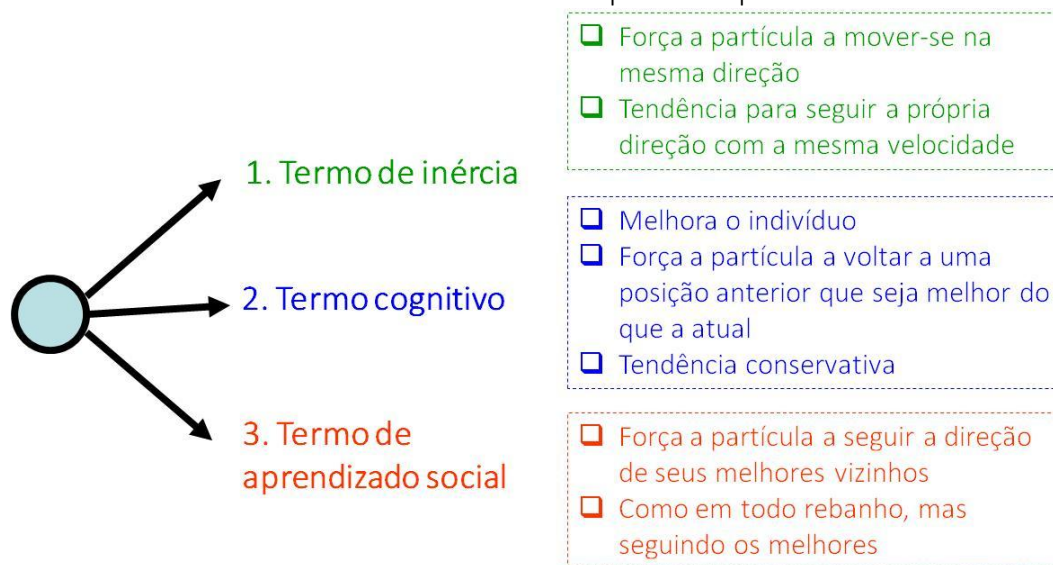 Força a partícula a mover-se na
mesma direção
Tendência para seguir a própria
direção com a mesma velocidade
1. Termo de inércia
Melhora o indivíduo
Força a partícula a voltar a uma
posição anterior que seja melhor do
que a atual
Tendência conservativa
2. Termo cognitivo
3. Termo de
aprendizado social
Força a partícula a seguir a direção
de seus melhores vizinhos
Como em todo rebanho, mas
seguindo os melhores